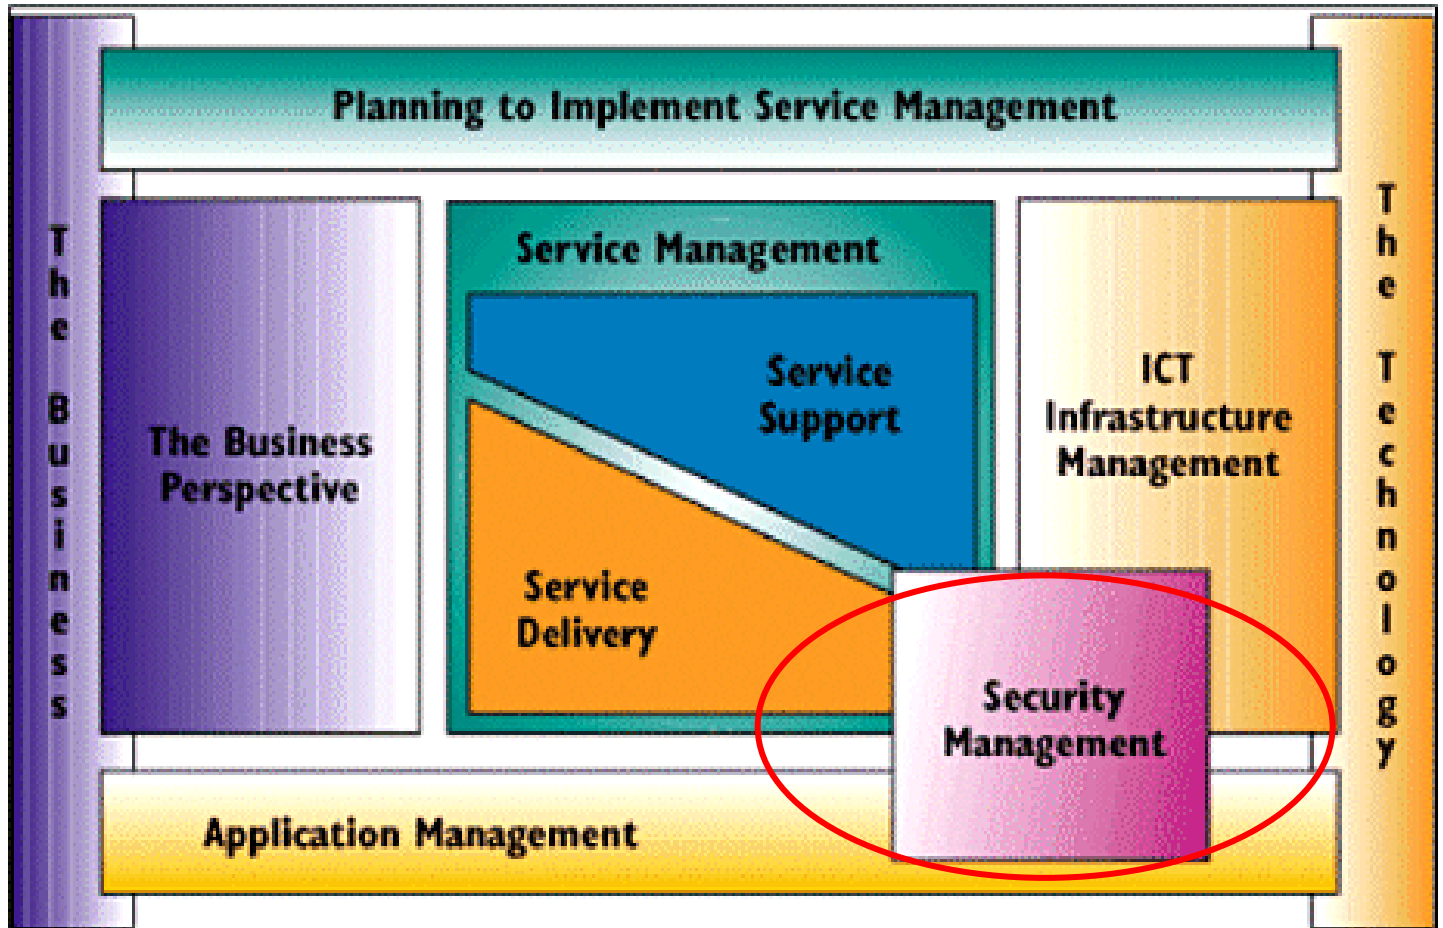 Planning to Implement Service Management
The Business
The Business
Perspective
Service Management
Service
Support
Service
Delivery
ICT
Infrastructure
Management
The Technology
Security
Management
Application Management